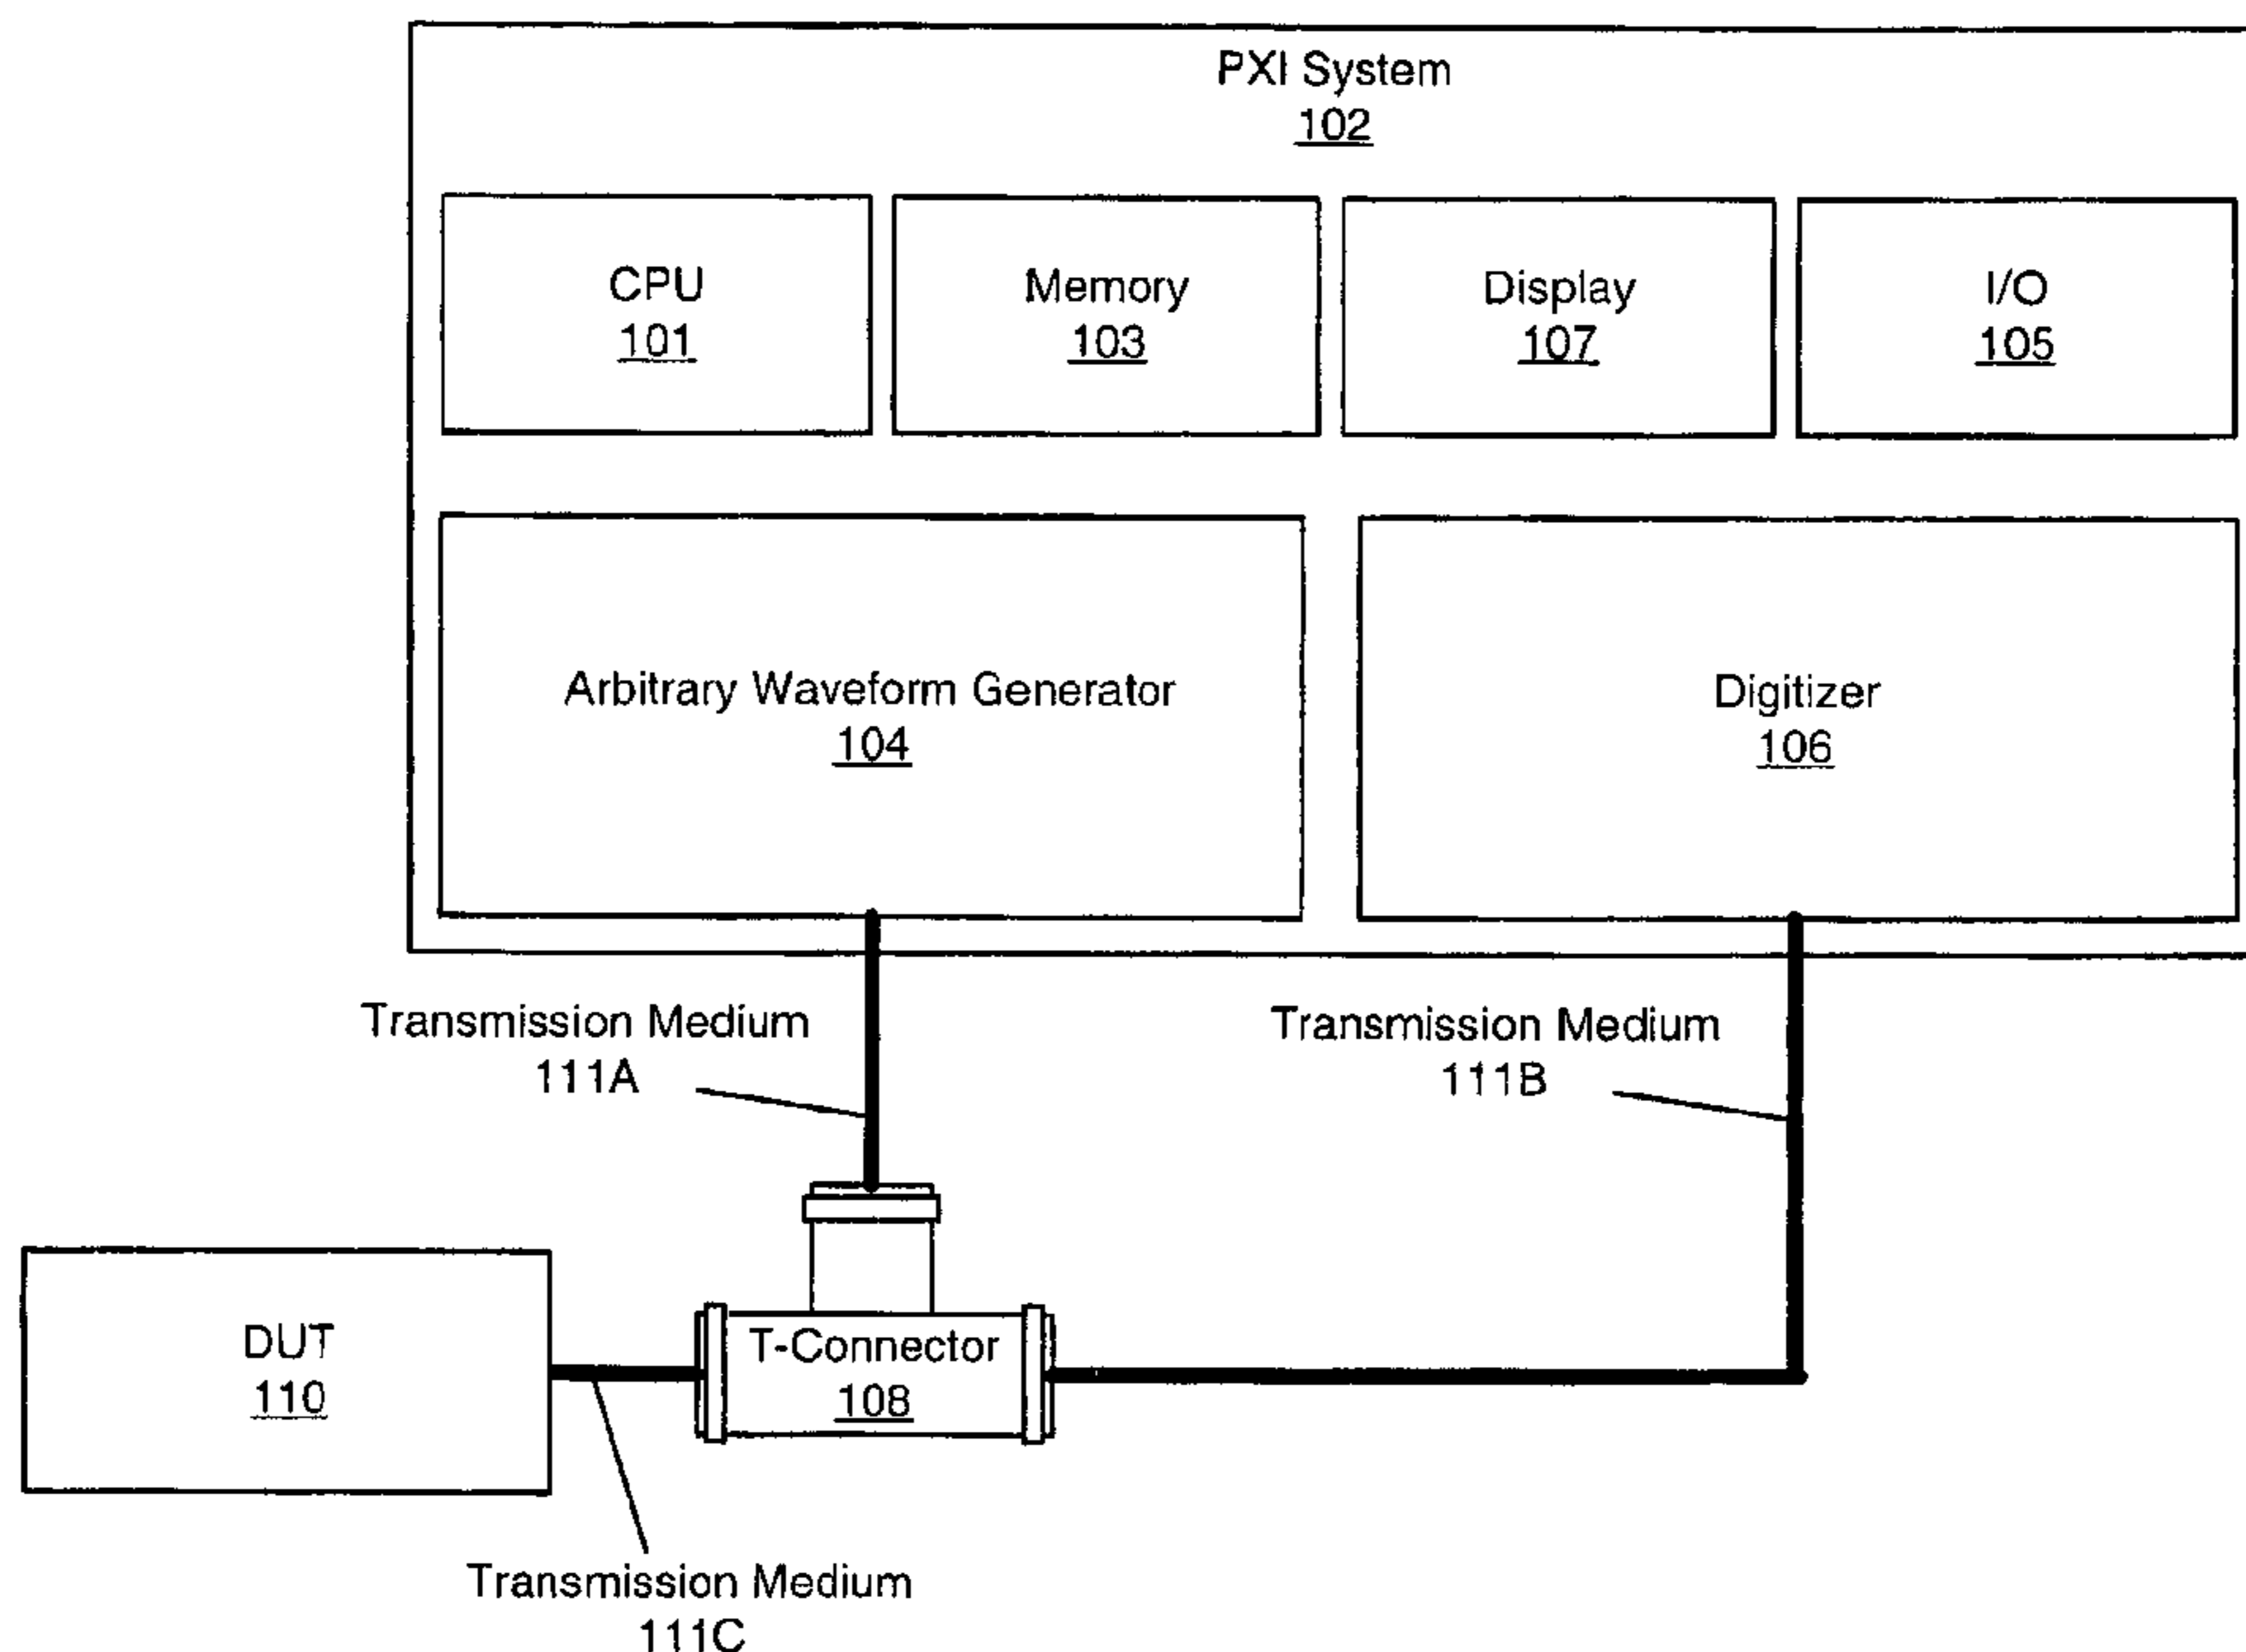 PXI System
102
CPU
101
Memory
103
Display
107
I/O
105
Arbitrary Waveform Generator
104
Digitizer
106
Transmission Medium
111A
Transmission Medium
111B
DUT
110
T-Connector
108
Transmission Medium
111C